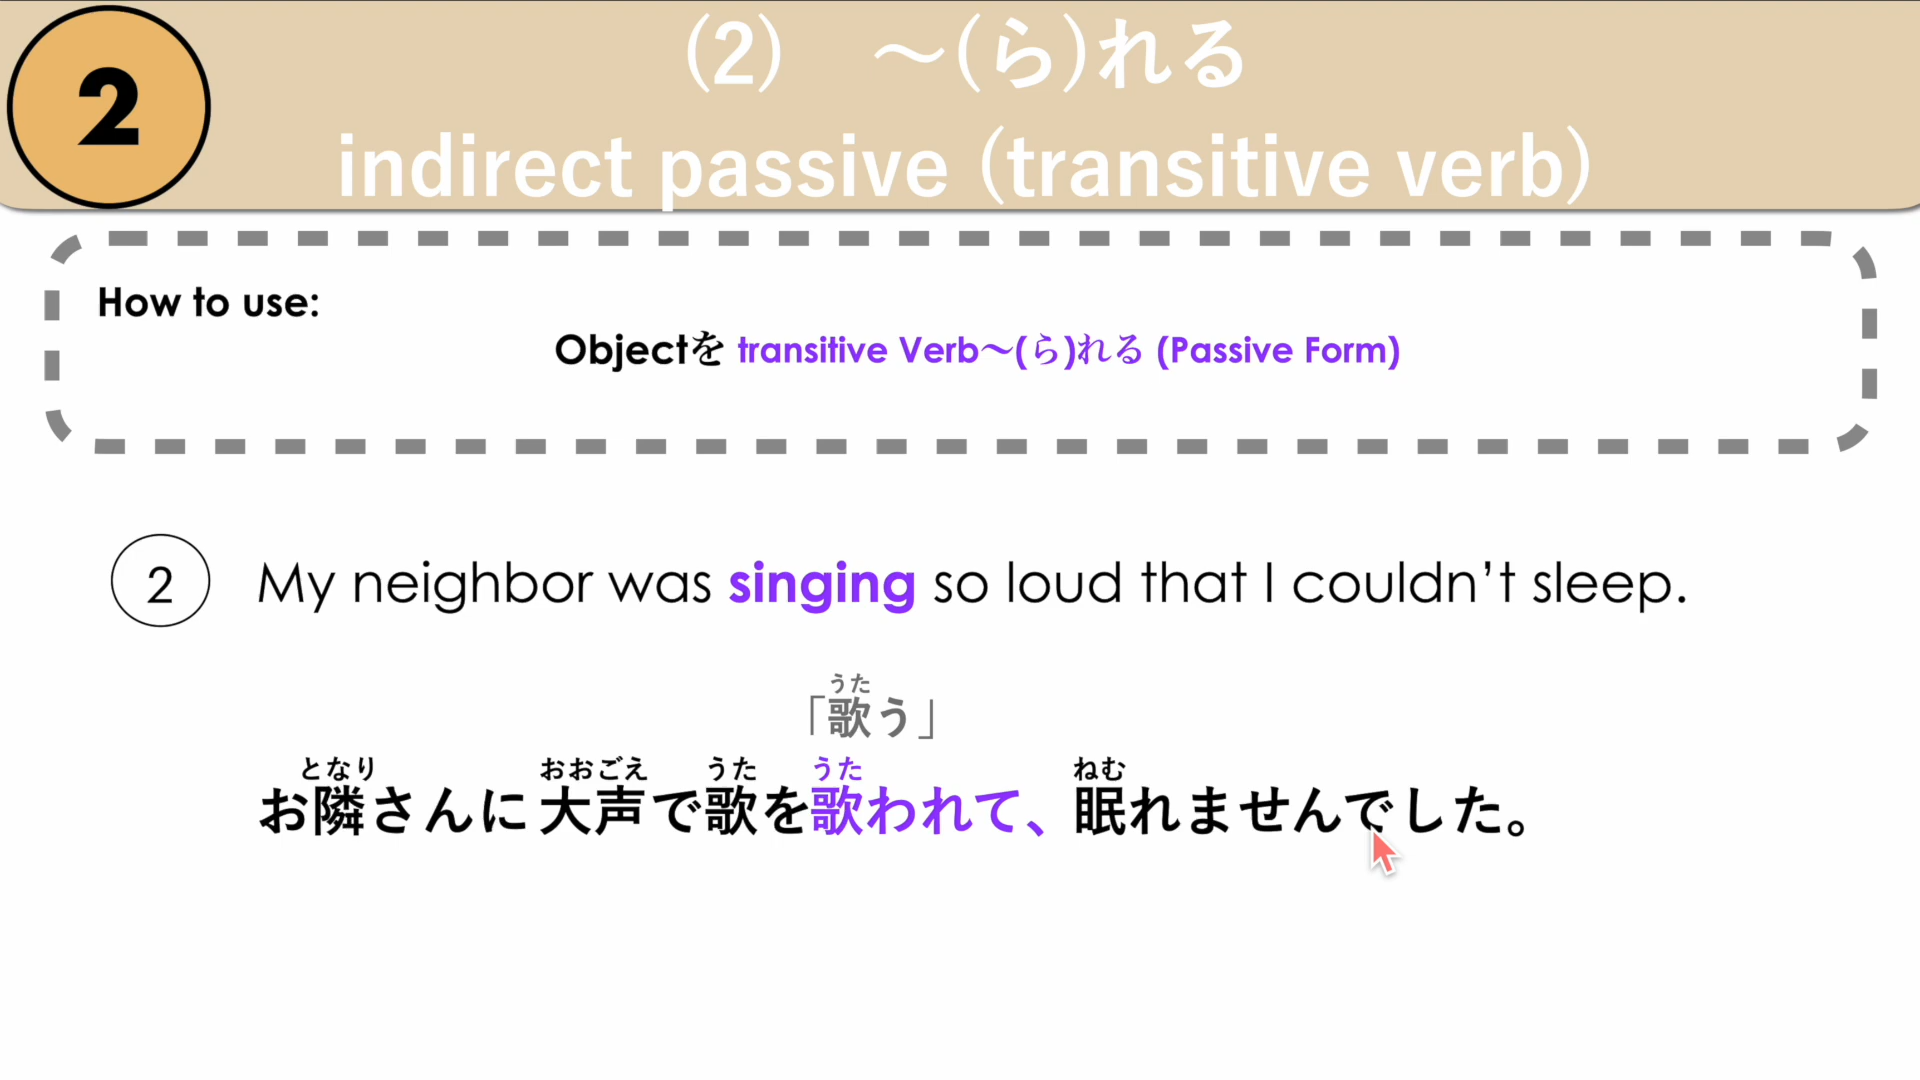 2
(2) ～(ら)れる
indirect passive (transitive verb)
How to use:
Objectを transitive Verb～(ら)れる (Passive Form)
2 My neighbor was singing so loud that I couldn't sleep.
うた
「歌う」
となり おおごえ うた うた ねむ
お隣さんに 大声で歌を歌われて、眠れませんでした。